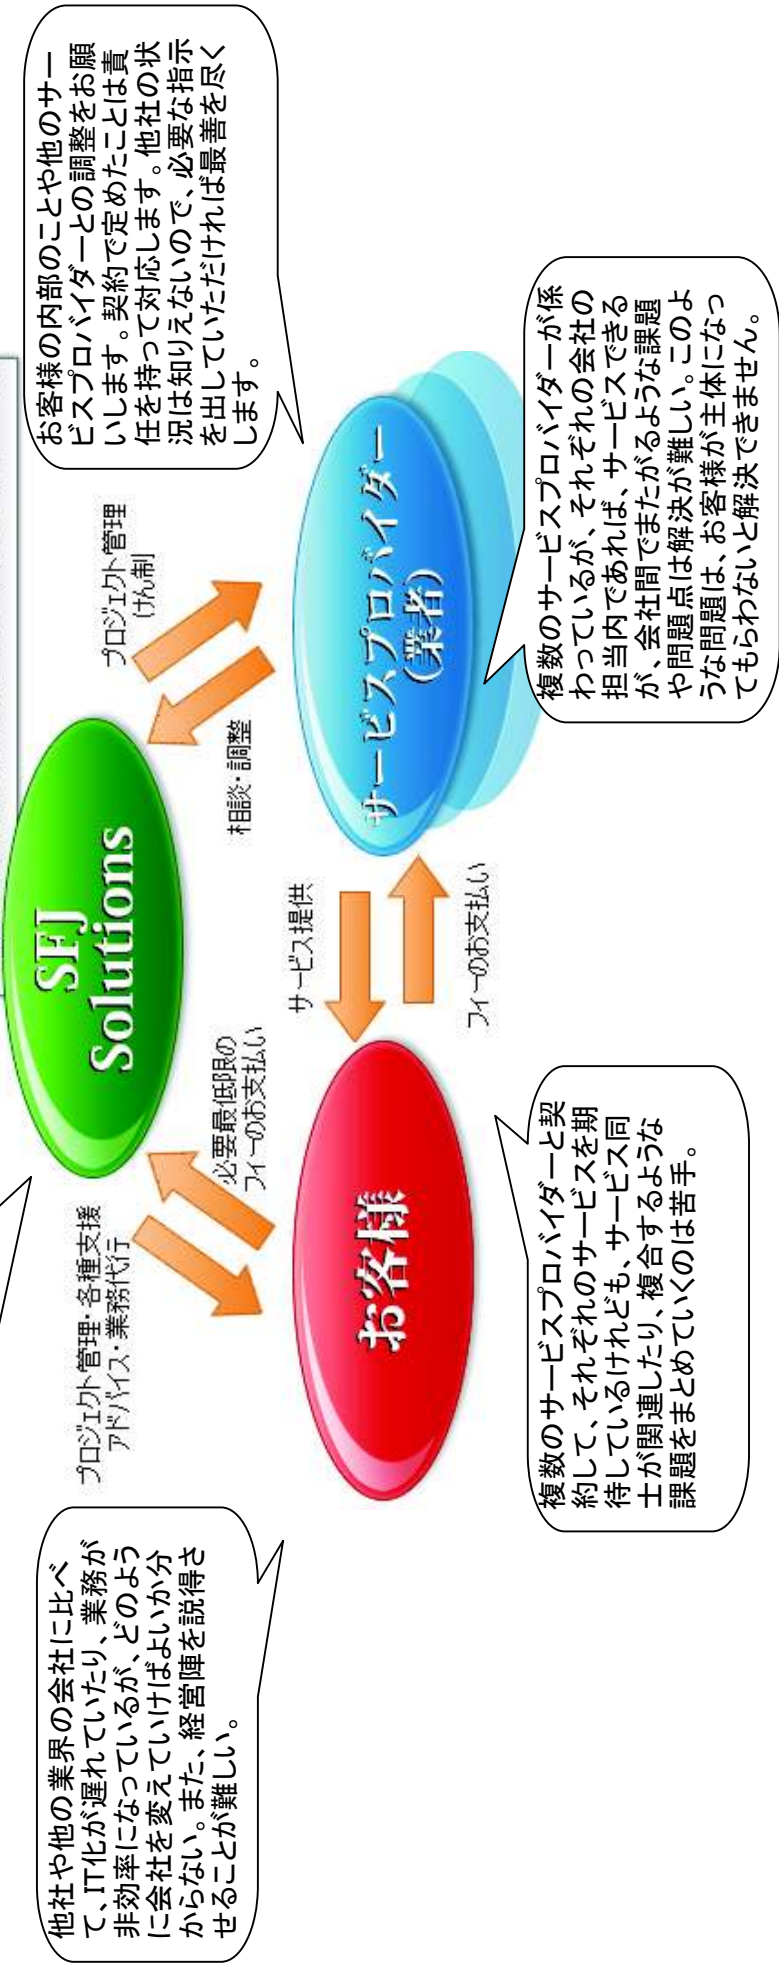 他社や他の業界の会社に比べ
て、IT化が遅れていたり、業務が
非効率になっているが、どのよう
に会社を変えていけばよいか分
からない。また、経営陣を説得さ
せることが難しい。
プロジェクト管理・各種支援
アドバイス・業務代行
必要最低限の
フィーのお支払い
SFJ
Solutions
プロジェクト管理
けん制
相談・調整
お客様の内部のことや他のサー
ビスプロバイダーとの調整をお願
いします。契約で定めたことは責
任を持って対応します。他社の状
況は知りえないので、必要な指示
を出していただければ最善を尽く
します。
お客様
サービス提供
フィーのお支払い
サービスプロバイダー
(業者)
複数のサービスプロバイダーと契
約して、それぞれのサービスを期
待しているけれども、サービス同
士が関連したり、複合するような
課題をまとめていくのは苦手。
複数のサービスプロバイダーが係
わっているが、それぞれの会社の
担当内であれば、サービスできる
が、会社間でまたがるような課題
や問題点は解決が難しい。このよ
うな問題は、お客様が主体になっ
てもらわないと解決できません。